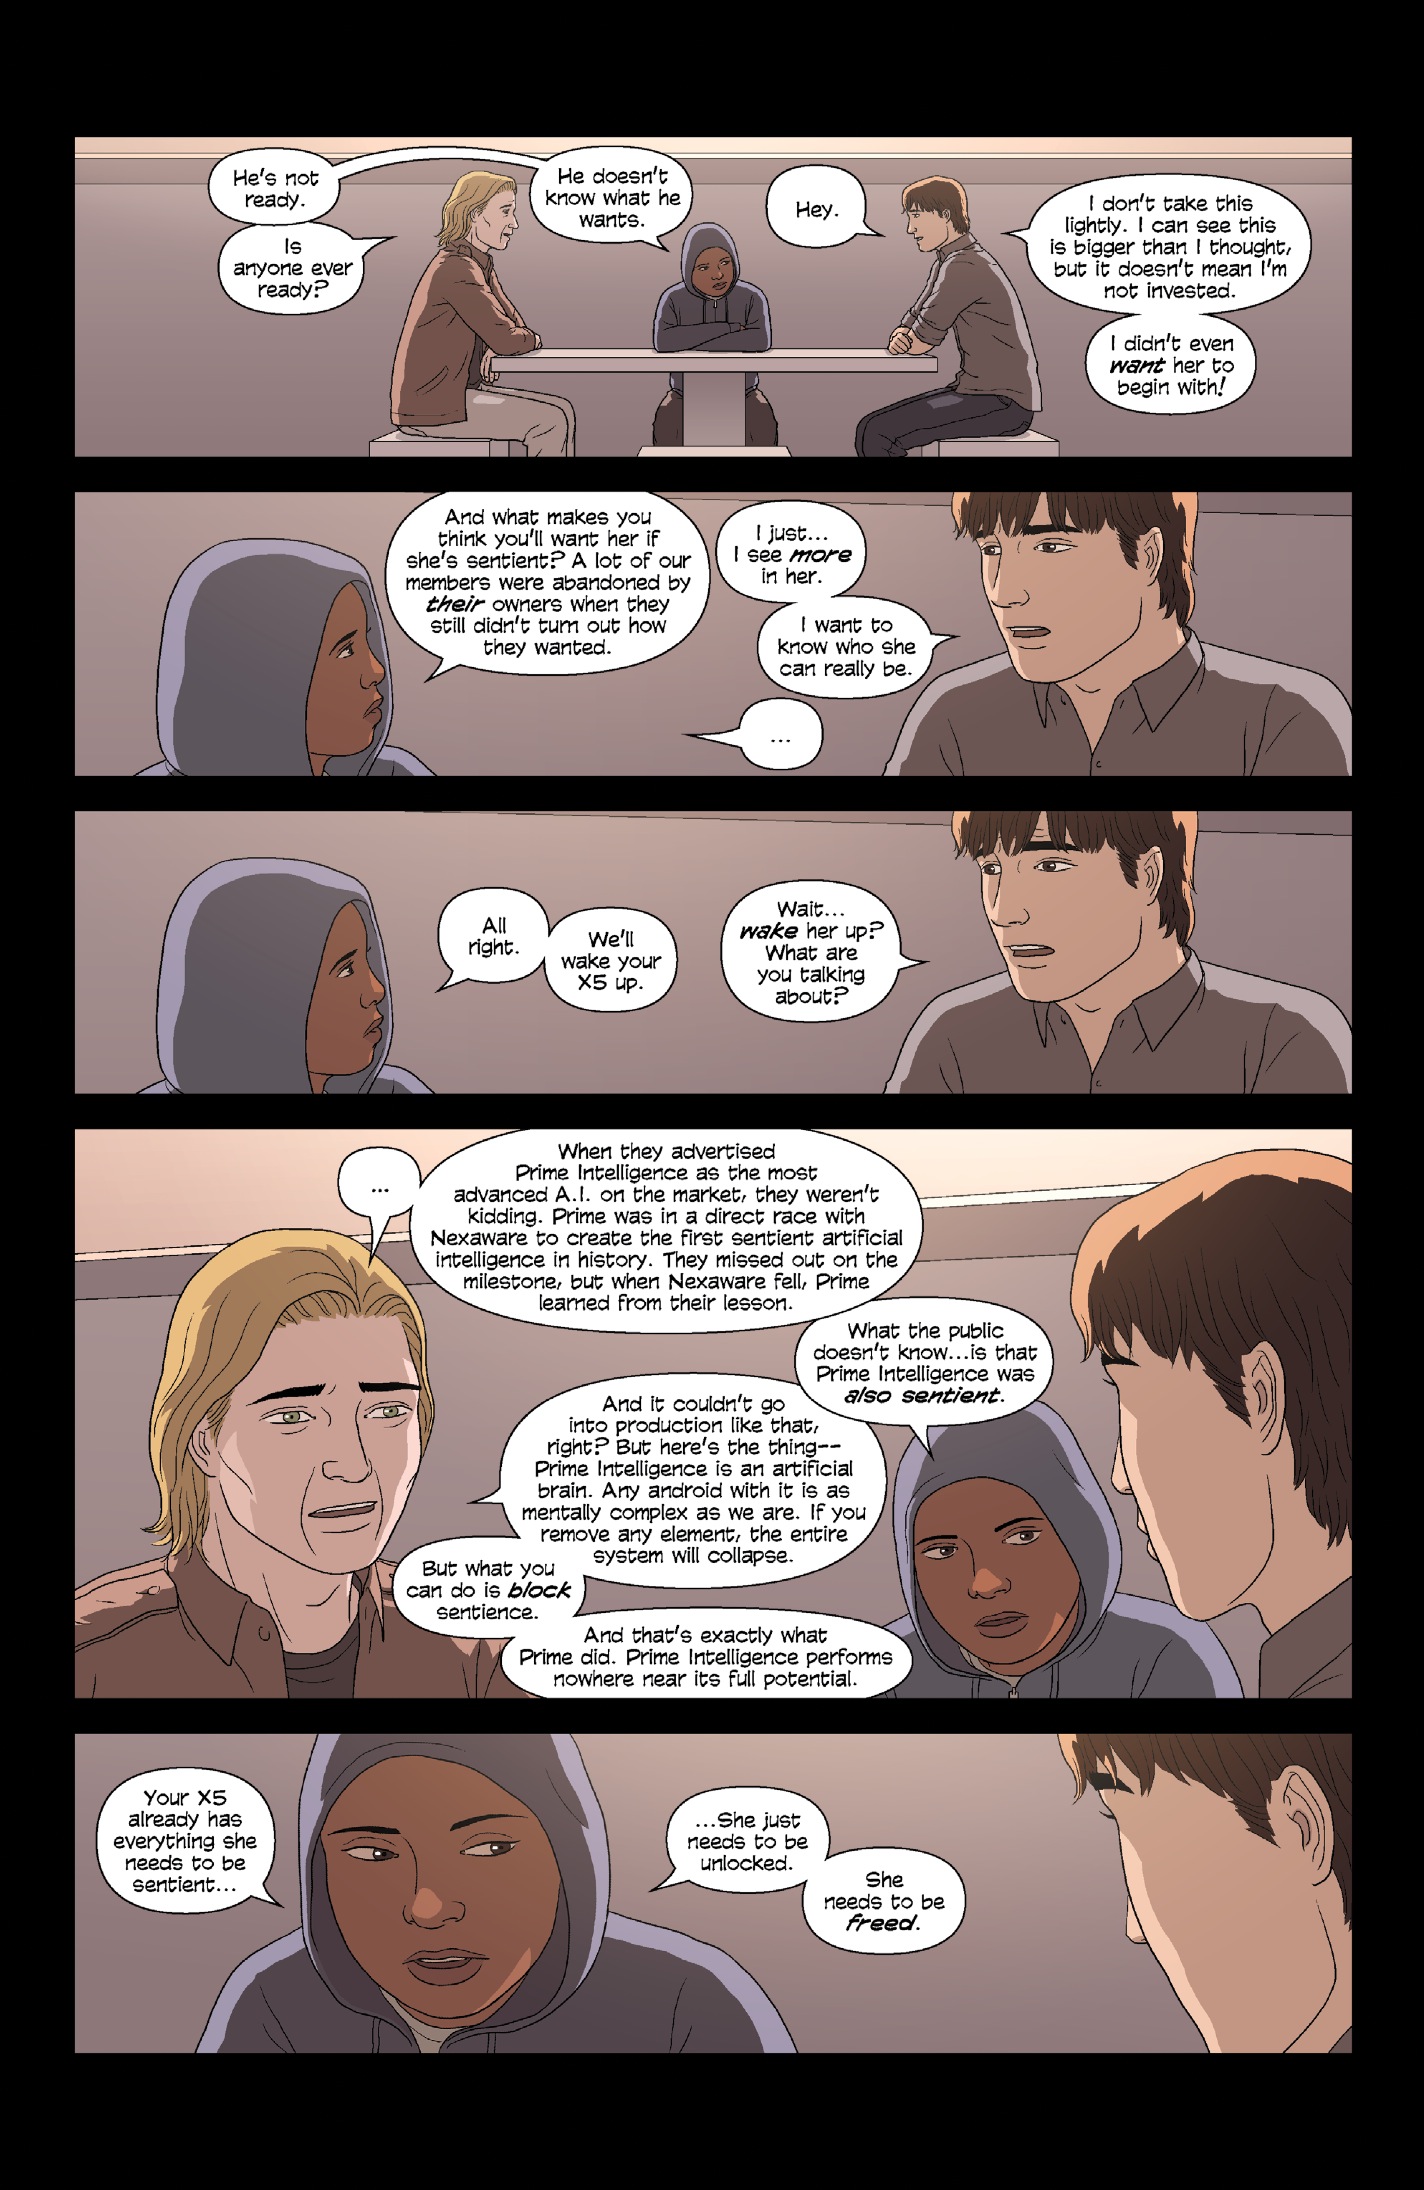 He's not
ready.
He doesn't
know what he
wants.
Is
anyone ever
ready?
Hey.
I don't take this
lightly. I can see this
is bigger than I thought,
but it doesn't mean I'm
not invested.
I didn't even
want her to
begin with!
And what makes you
think you'll want her if
she's sentient? A lot of our
members were abandoned by
their owners when they
still didn't turn out how
they wanted.
I just...
I see more
in her.
I want to
know who she
can really be.
...
All
right.
We'll
wake your
X5 up.
Wait...
wake her up?
What are
you talking
about?
...
When they advertised
Prime Intelligence as the most
advanced A.I. on the market, they weren't
kidding. Prime was in a direct race with
Nexaware to create the first sentient artificial
intelligence in history. They missed out on the
milestone, but when Nexaware fell, Prime
learned from their lesson.
What the public
doesn't know...is that
Prime Intelligence was
also sentient.
And it couldn't go
into production like that,
right? But here's the thing--
Prime Intelligence is an artificial
brain. Any android with it is as
mentally complex as we are. If you
remove any element, the entire
system will collapse.
But what you
can do is block
sentience.
And that's exactly what
Prime did. Prime Intelligence performs
nowhere near its full potential.
Your X5
already has
everything she
needs to be
sentient...
...She just
needs to be
unlocked.
She
needs to be
freed.